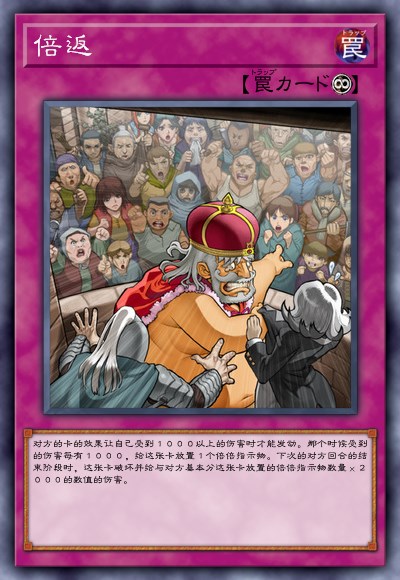 倍返
トラップ
罠
トラップ
【罠カード】
对方的卡的效果让自己受到1000以上的伤害时才能发动。那个时候受到
的伤害每有1000，给这张卡放置1个倍倍指示物。下次的对方回合的结
束阶段时，这张卡破坏并给与对方基本分这张卡放置的倍倍指示物数量×2
000的数值的伤害。